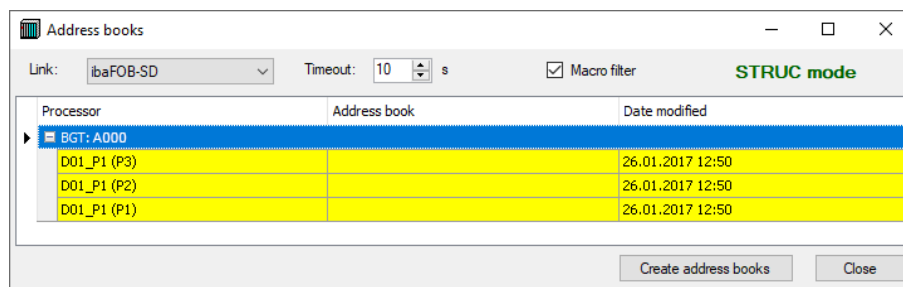 Address books
Link: ibaFOB-SD Timeout: 10 s Macro filter STRUC mode
Processor Address book Date modified
BGT: A000
D01_P1 (P3) 26.01.2017 12:50
D01_P1 (P2) 26.01.2017 12:50
D01_P1 (P1) 26.01.2017 12:50
Create address books Close